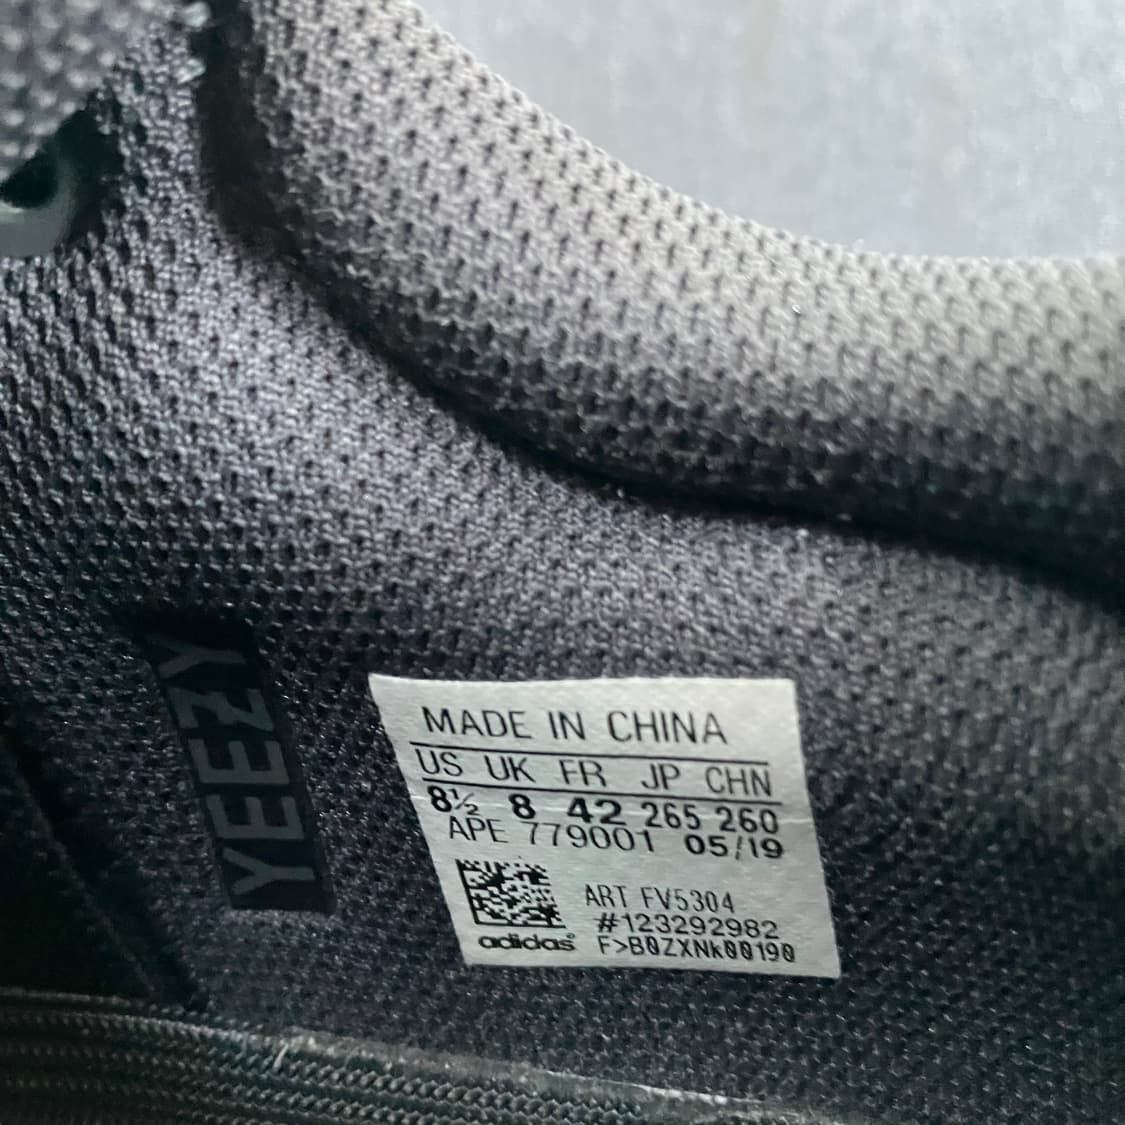 YEEZY
MADE IN CHINA
US UK FR JP CHN
8½ 8 42 265 260
APE 779001 05/19
ART FV5304
#123292982
adidas® F>B0ZXNk00190